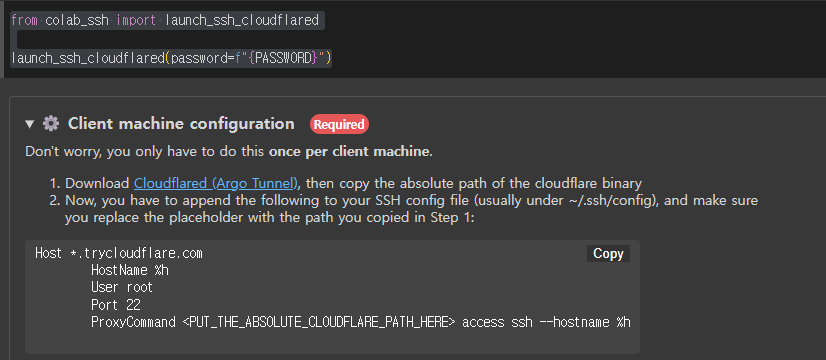 from colab_ssh import launch_ssh_cloudflared
launch_ssh_cloudflared(password=f"{PASSWORD}")
▼ ⚙ Client machine configuration Required
Don't worry, you only have to do this once per client machine.
1. Download Cloudflared (Argo Tunnel), then copy the absolute path of the cloudflare binary
2. Now, you have to append the following to your SSH config file (usually under ~/.ssh/config), and make sure
you replace the placeholder with the path you copied in Step 1:
Copy
Host *.trycloudflare.com
        HostName %h
        User root
        Port 22
        ProxyCommand <PUT_THE_ABSOLUTE_CLOUDFLARE_PATH_HERE> access ssh --hostname %h